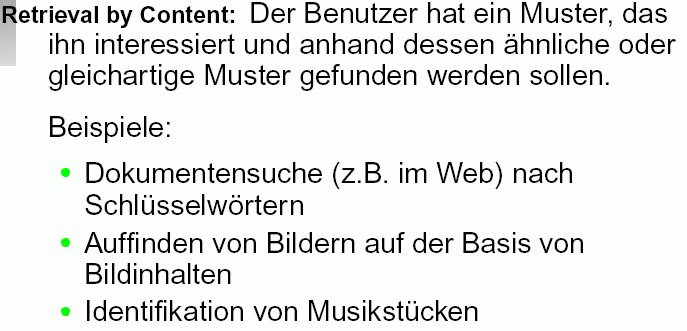 Retrieval by Content: Der Benutzer hat ein Muster, das
ihn interessiert und anhand dessen ähnliche oder
gleichartige Muster gefunden werden sollen.
Beispiele:
• Dokumentensuche (z.B. im Web) nach
Schlüsselwörtern
• Auffinden von Bildern auf der Basis von
Bildinhalten
• Identifikation von Musikstücken